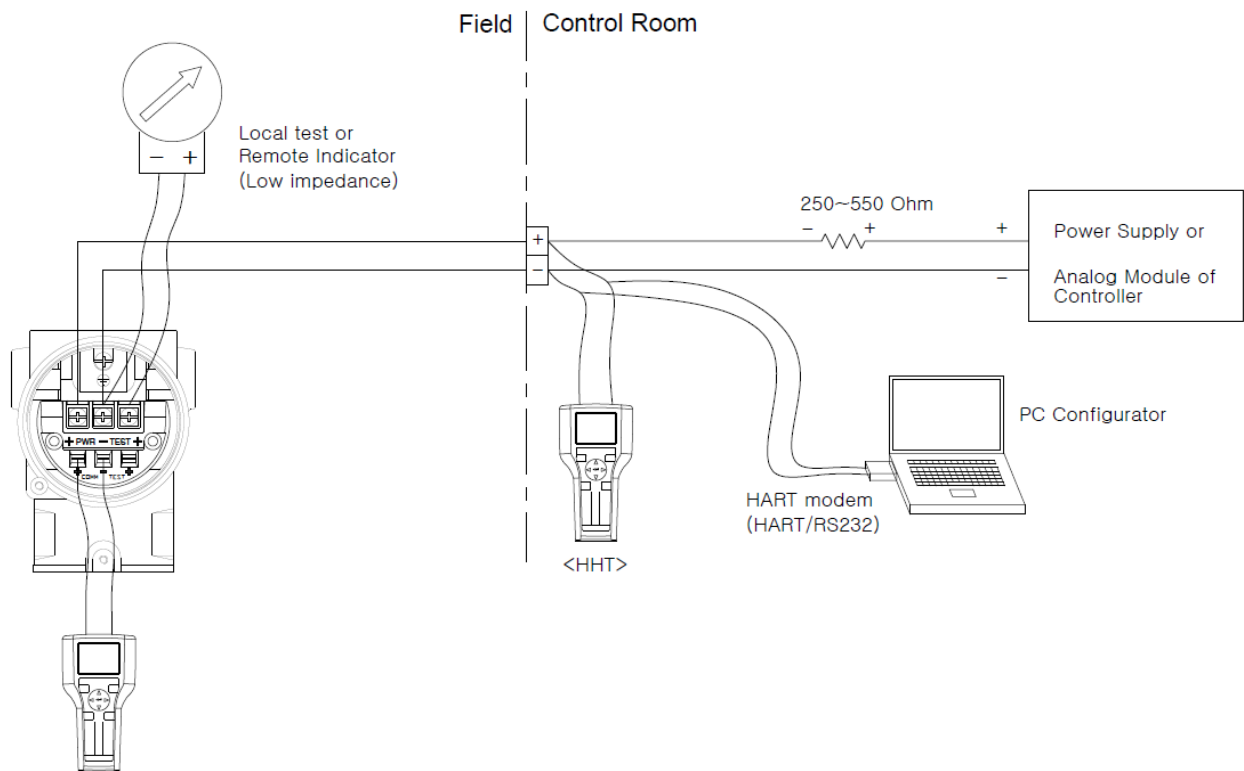 Field
Control Room
Local test or
Remote Indicator
(Low impedance)
- +
250~550 Ohm
- +
+
-
Power Supply or
Analog Module of
Controller
+
-
+ PWR - TEST +
+ - +
COMM TEST
PC Configurator
HART modem
(HART/RS232)
<HHT>